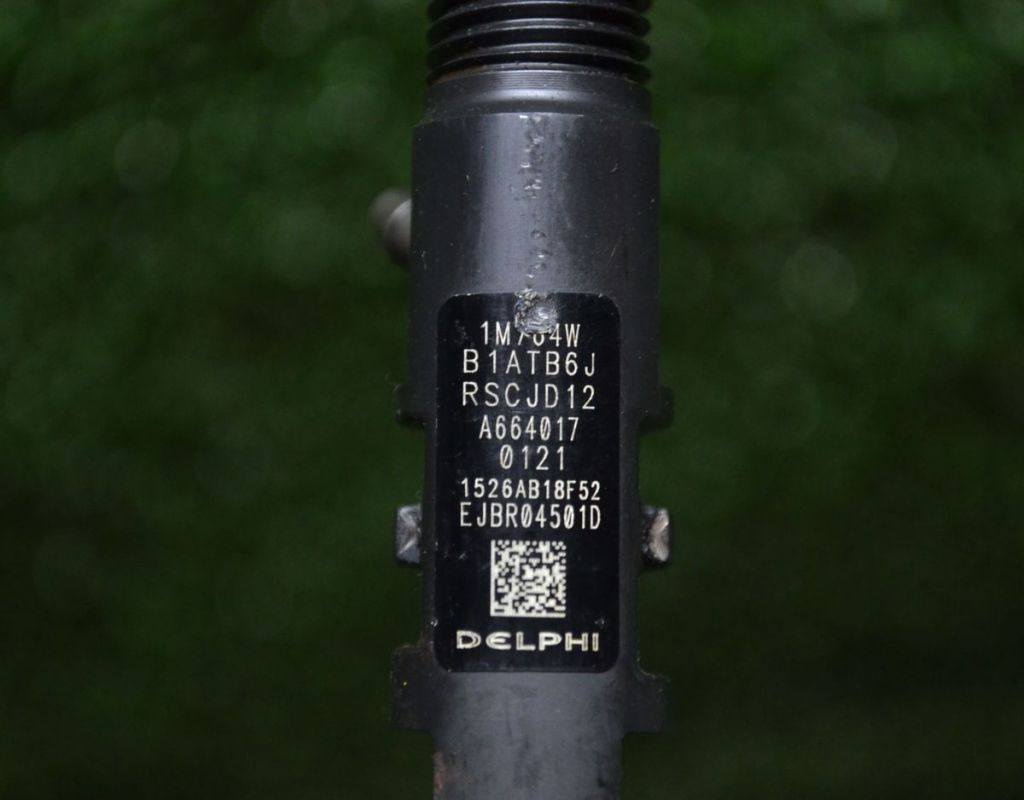 B1ATB6J
RSCJD12
A664017
0121
1526AB18F52
EJBR04501D
DELPHI